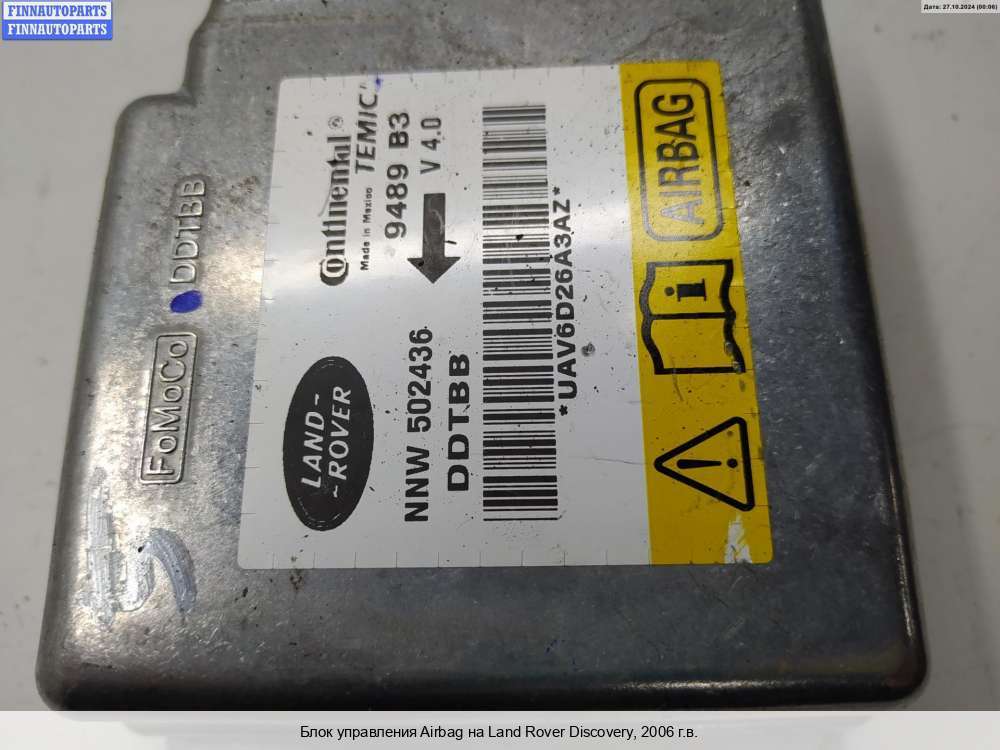 FINNAUTOPARTS
FINNAUTOPARTS
Дата: 27.10.2024 (00:06)
FoMoCo DDTBB
LAND-
-ROVER
Continental®
Made in Mexico TEMIC
9489 B3
V 4.0
NNW 502436
DDTBB
*UAV6D26A3AZ*
AIRBAG
i
!
Блок управления Airbag на Land Rover Discovery, 2006 г.в.